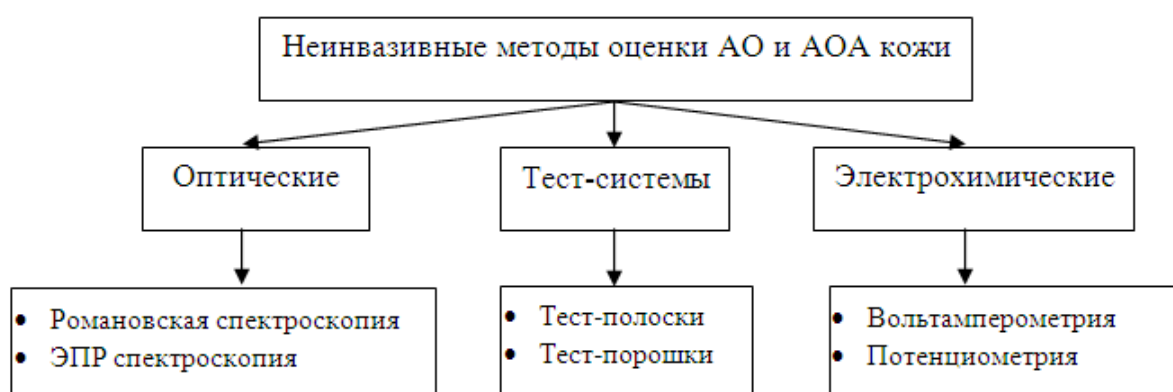 Неинвазивные методы оценки АО и АОА кожи
Оптические
Тест-системы
Электрохимические
• Романовская спектроскопия
• ЭПР спектроскопия
• Тест-полоски
• Тест-порошки
• Вольтамперометрия
• Потенциометрия